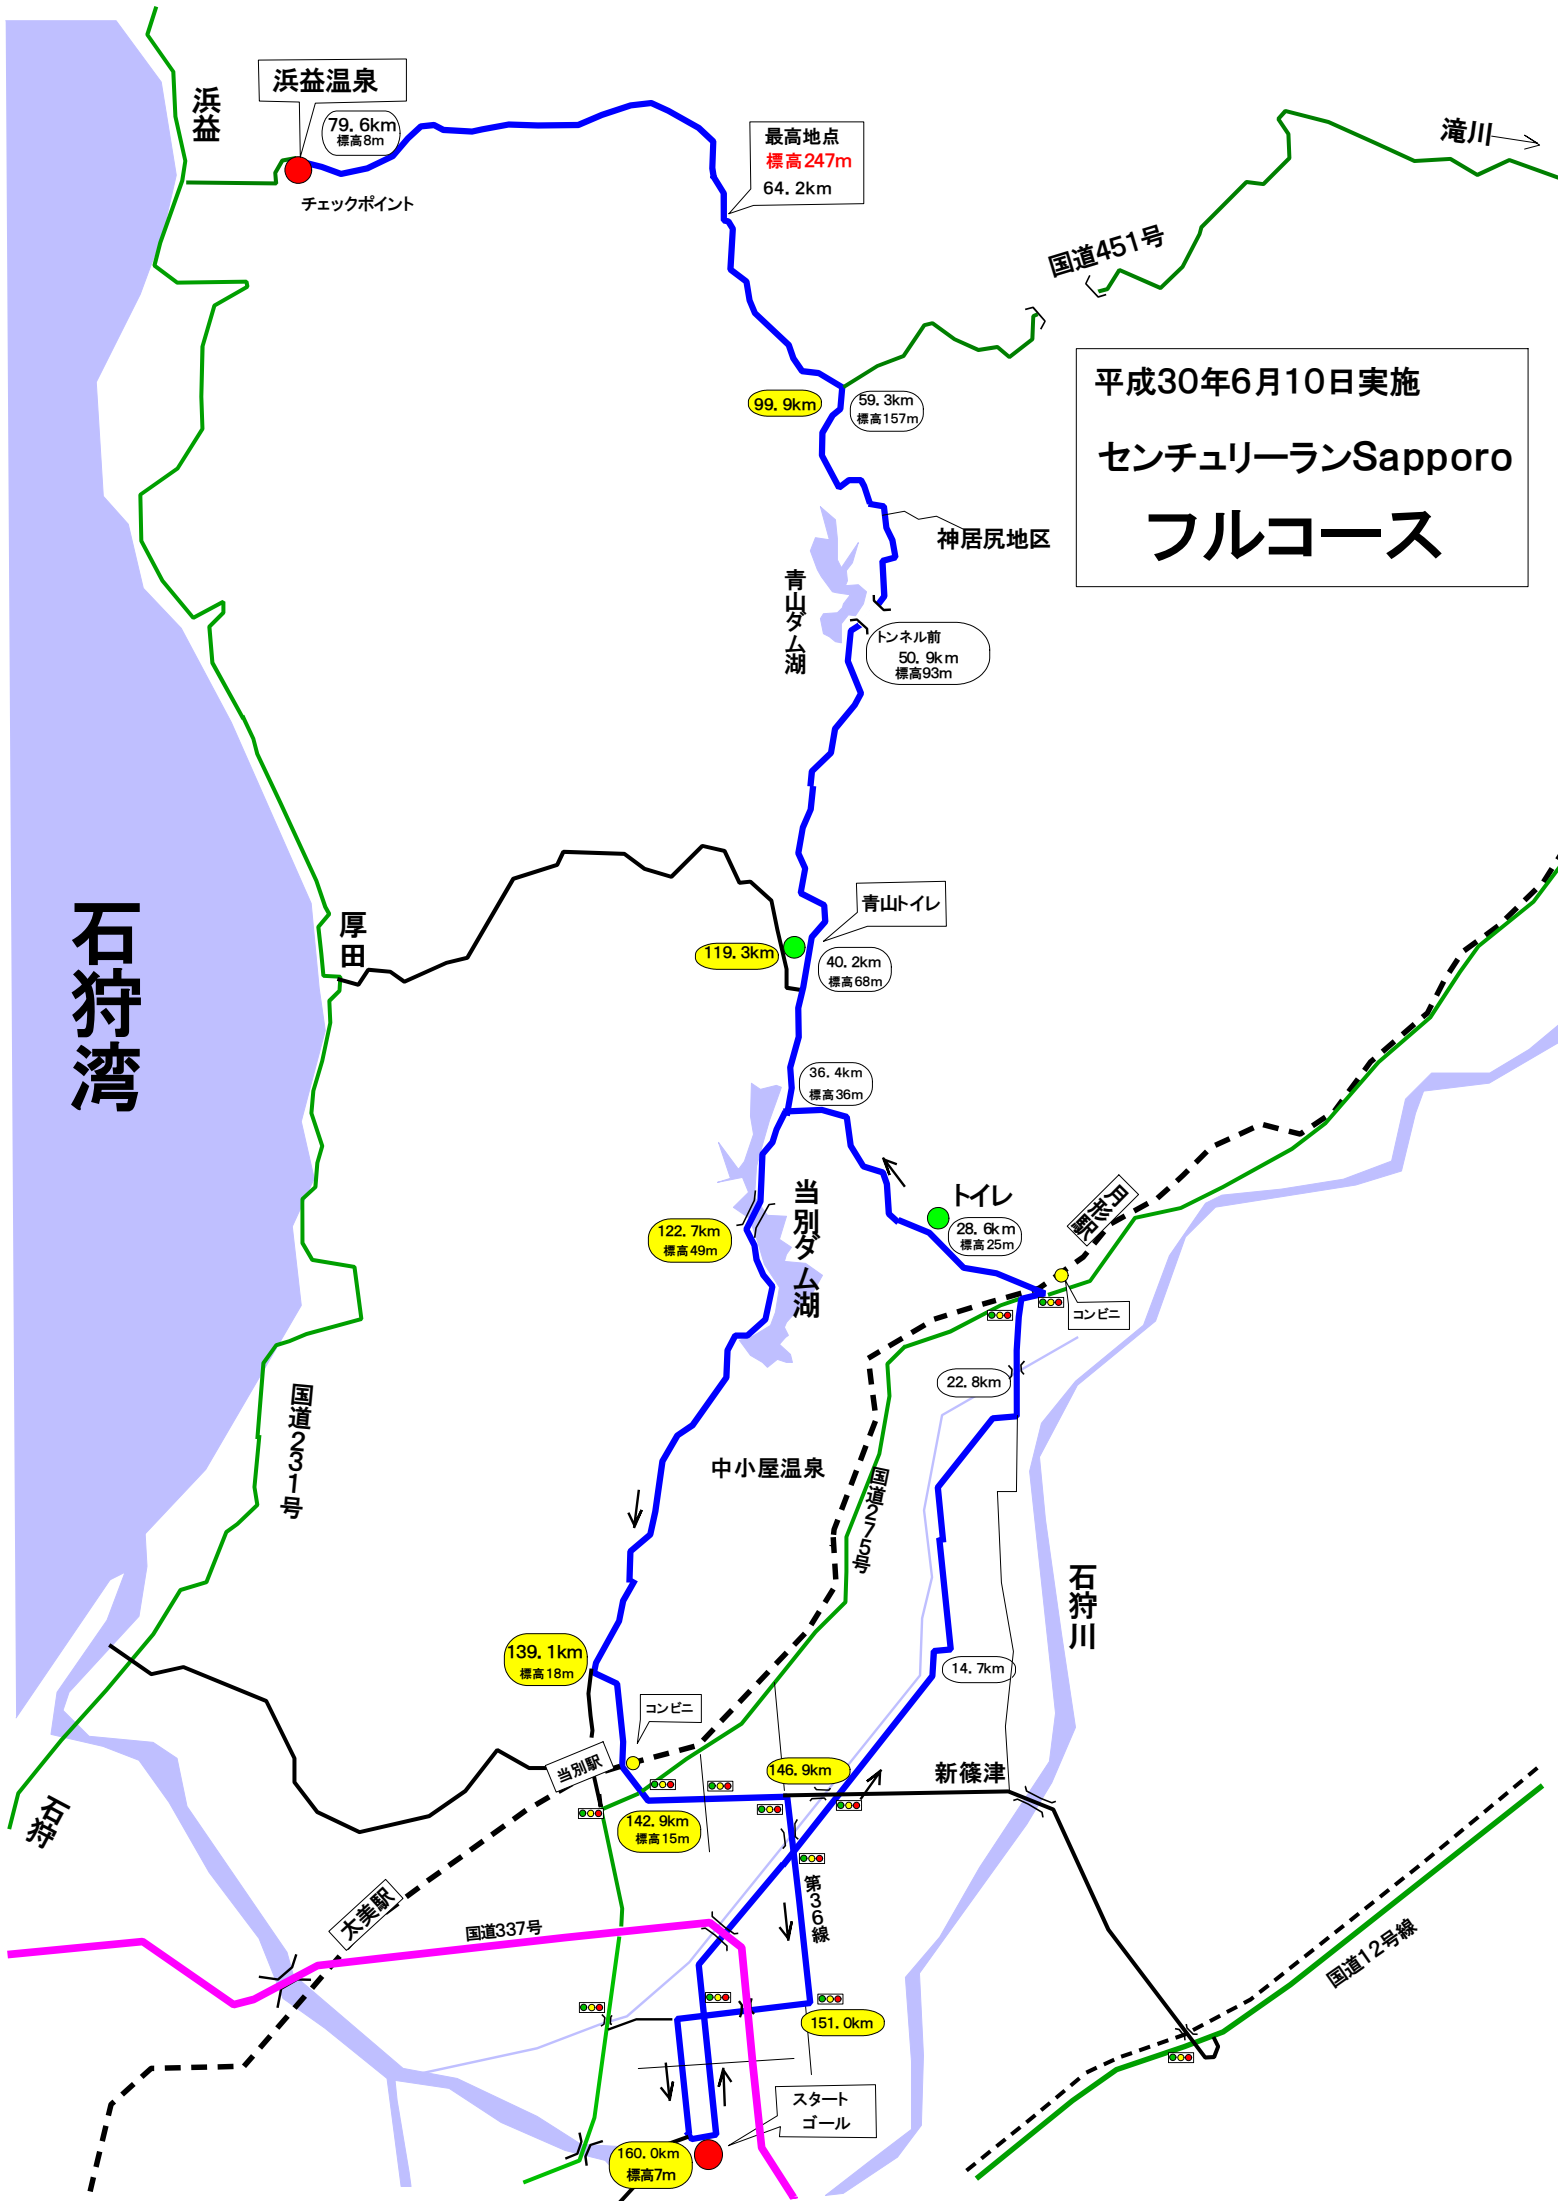 浜益温泉
浜益
79.6km
標高8m
チェックポイント
最高地点
標高247m
64.2km
滝川
国道451号
平成30年6月10日実施
センチュリーランSapporo
フルコース
99.9km
59.3km
標高157m
神居尻地区
青山ダム湖
トンネル前
50.9km
標高93m
石狩湾
厚田
青山トイレ
119.3km
40.2km
標高68m
36.4km
標高36m
当別ダム湖
トイレ
28.6km
標高25m
月形駅
122.7km
標高49m
コンビニ
22.8km
国道231号
中小屋温泉
国道275号
石狩川
139.1km
標高18m
14.7km
コンビニ
当別駅
146.9km
新篠津
石狩
142.9km
標高15m
太美駅
国道337号
第36線
国道12号線
151.0km
スタート
ゴール
160.0km
標高7m